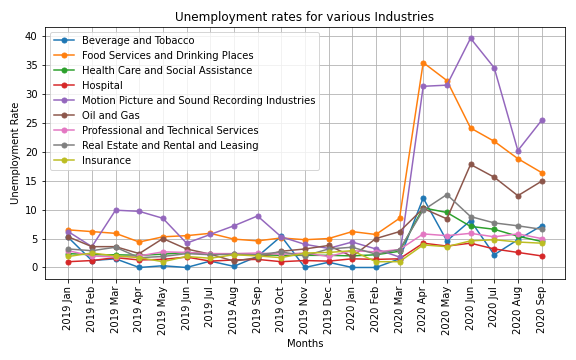 Unemployment rates for various Industries
Unemployment Rate
40
35
30
25
20
15
10
5
0
Beverage and Tobacco
Food Services and Drinking Places
Health Care and Social Assistance
Hospital
Motion Picture and Sound Recording Industries
Oil and Gas
Professional and Technical Services
Real Estate and Rental and Leasing
Insurance
2019 Jan
2019 Feb
2019 Mar
2019 Apr
2019 May
2019 Jun
2019 Jul
2019 Aug
2019 Sep
2019 Oct
2019 Nov
2019 Dec
2020 Jan
2020 Feb
2020 Mar
2020 Apr
2020 May
2020 Jun
2020 Jul
2020 Aug
2020 Sep
Months